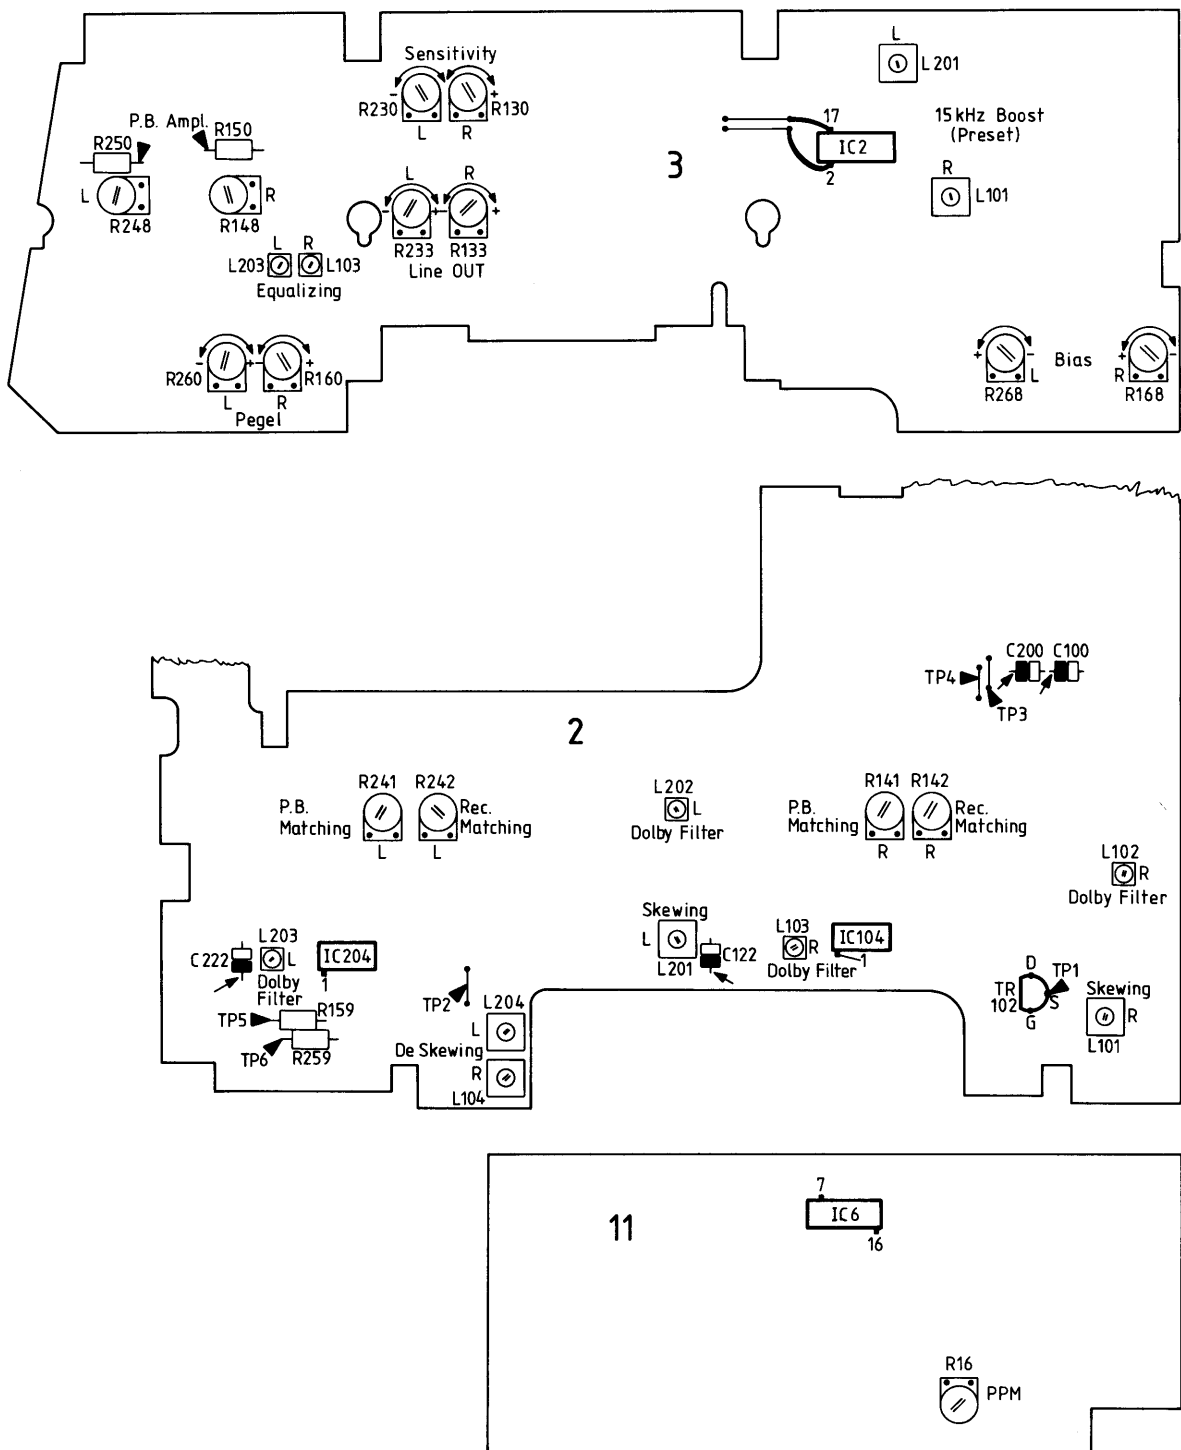 L
L201
Sensitivity
- + - +
R230 R130
L R
15 kHz Boost
(Preset)
17
IC2
2
P.B. Ampl.
R150
R250
L
R248
R
R148
3
R
L101
L R
- + - +
R233 R133
Line OUT
L R
L203 L103
Equalizing
- + - +
R260 R160
L R
Pegel
+ -
L
R268
Bias
+ -
R
R168
C200 C100
TP4
TP3
2
R241 R242
P.B.
Matching
Rec.
Matching
L L
L202
L
Dolby Filter
R141 R142
P.B.
Matching
Rec.
Matching
R R
L102
R
Dolby Filter
Skewing
L
L201
C122
L103
R
Dolby Filter
IC104
1
L203
C222
L
Dolby
Filter
IC204
1
TP2
L204
L
De Skewing
R
L104
TP5
R159
TP6
R259
D
TR
102
TP1
S
G
Skewing
R
L101
11
7
IC6
16
R16
PPM